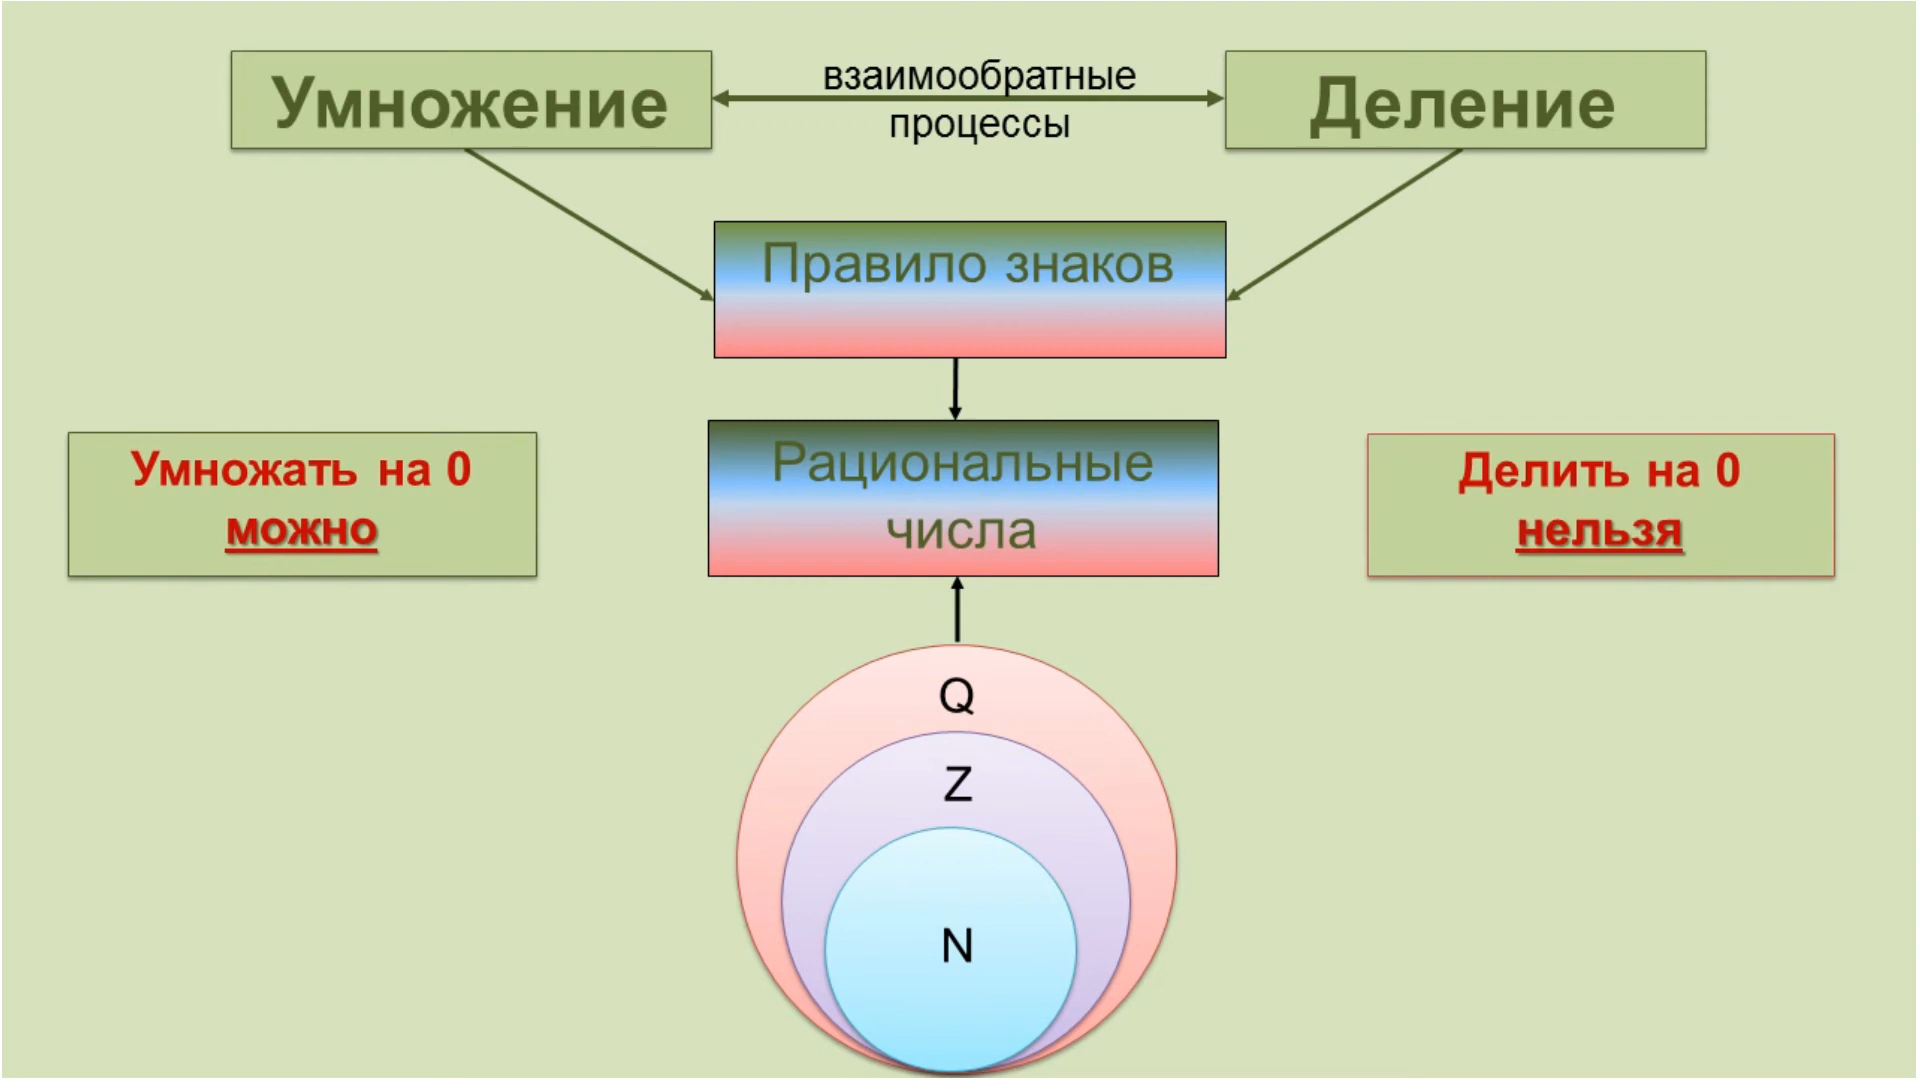 Умножение
взаимообратные
процессы
Деление
Правило знаков
Умножать на 0
можно
Рациональные
числа
Делить на 0
нельзя
Q
Z
N